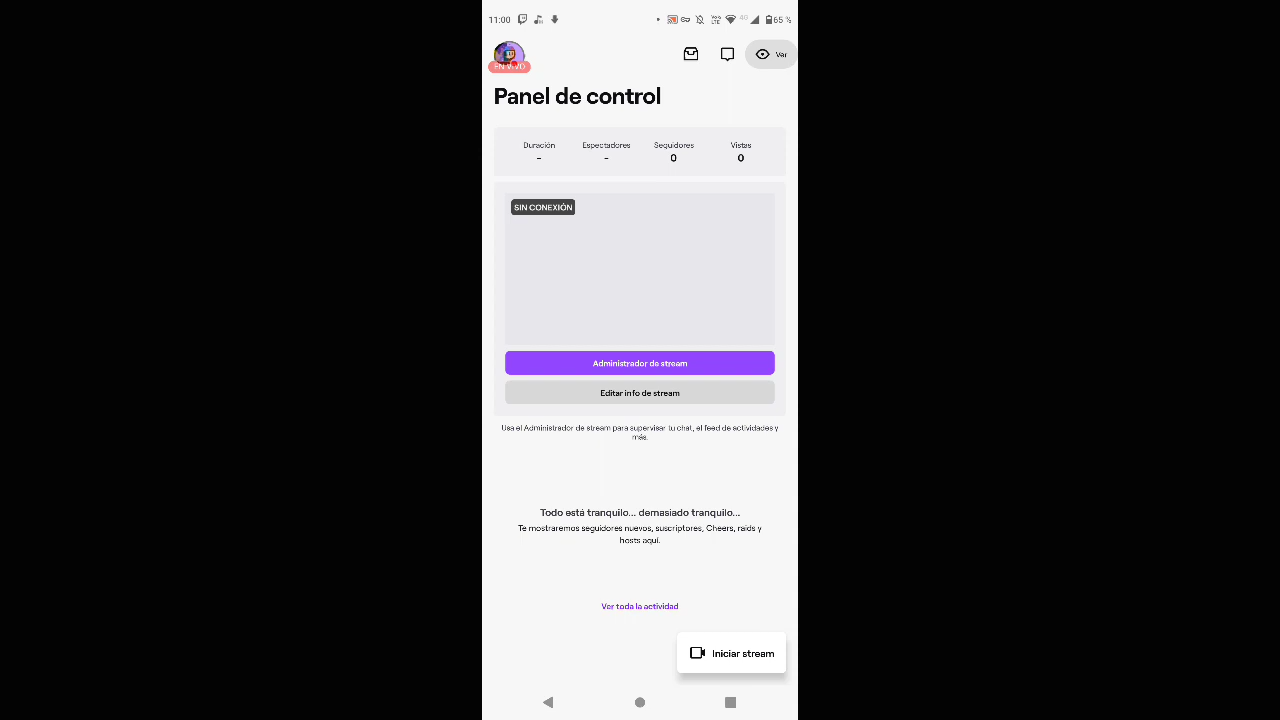 11:00
4G
65 %
EN VIVO
Ver
Panel de control
Duración Espectadores Seguidores Vistas
- - 0 0
SIN CONEXIÓN
Administrador de stream
Editar info de stream
Usa el Administrador de stream para supervisar tu chat, el feed de actividades y
más.
Todo está tranquilo... demasiado tranquilo...
Te mostraremos seguidores nuevos, suscriptores, Cheers, raids y
hosts aquí.
Ver toda la actividad
Iniciar stream